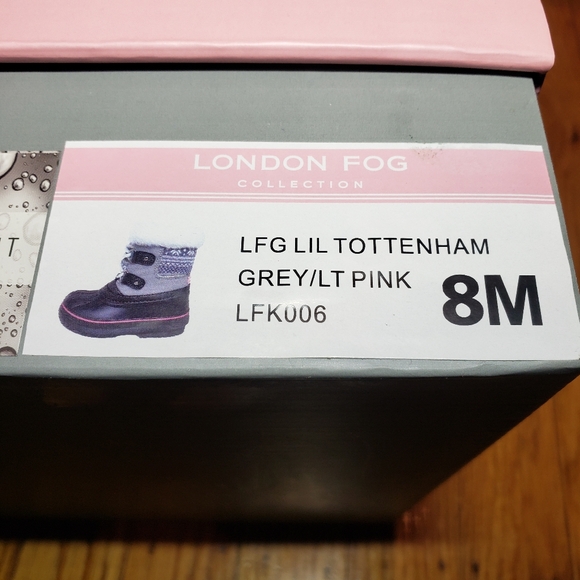 LONDON FOG
COLLECTION
LFG LIL TOTTENHAM
GREY/LT PINK
LFK006
8M
T